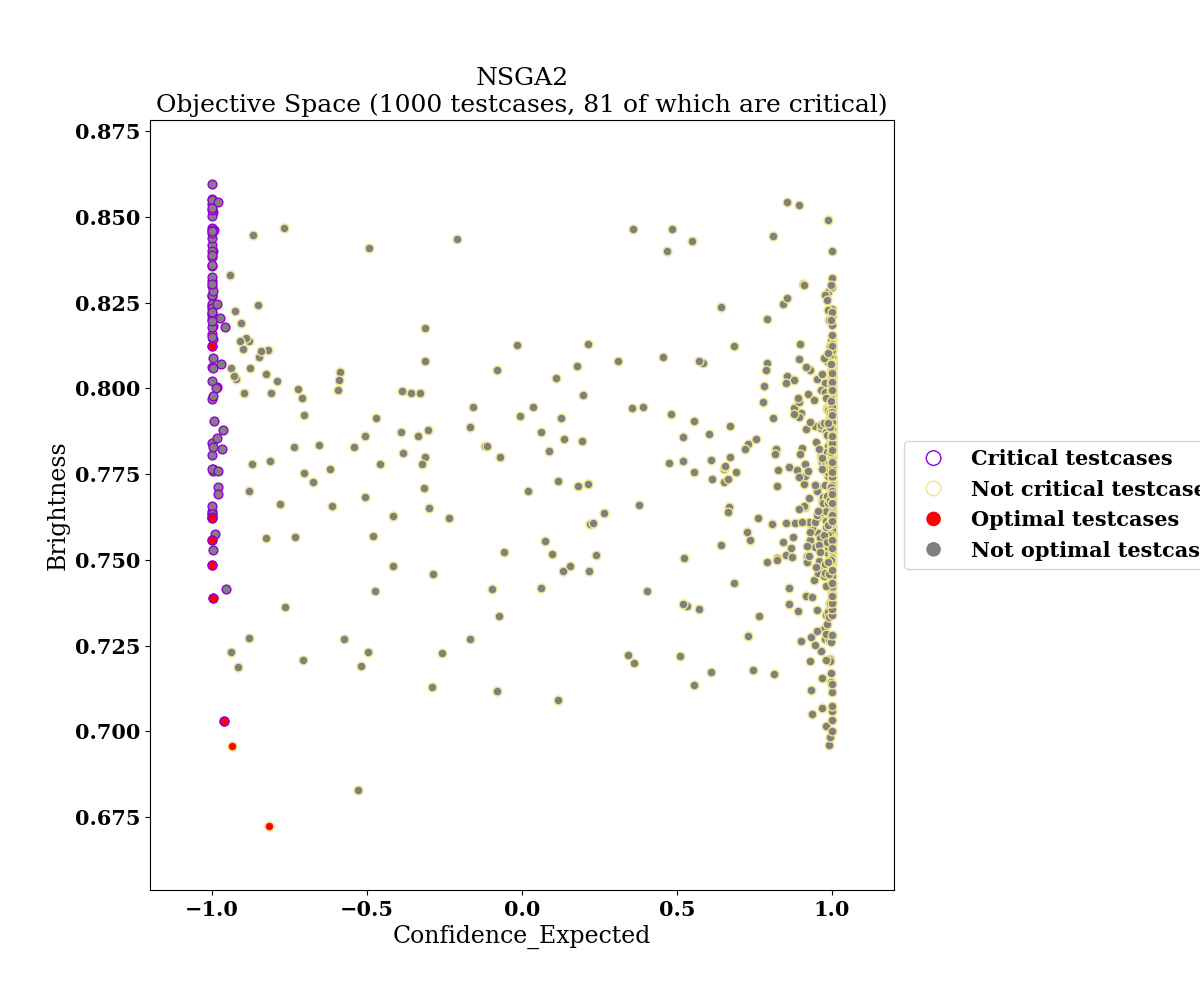 NSGA2
Objective Space (1000 testcases, 81 of which are critical)
0.875
0.850
0.825
0.800
0.775
0.750
0.725
0.700
0.675
Brightness
−1.0
−0.5
0.0
0.5
1.0
Confidence_Expected
Critical testcases
Not critical testcase
Optimal testcases
Not optimal testcas